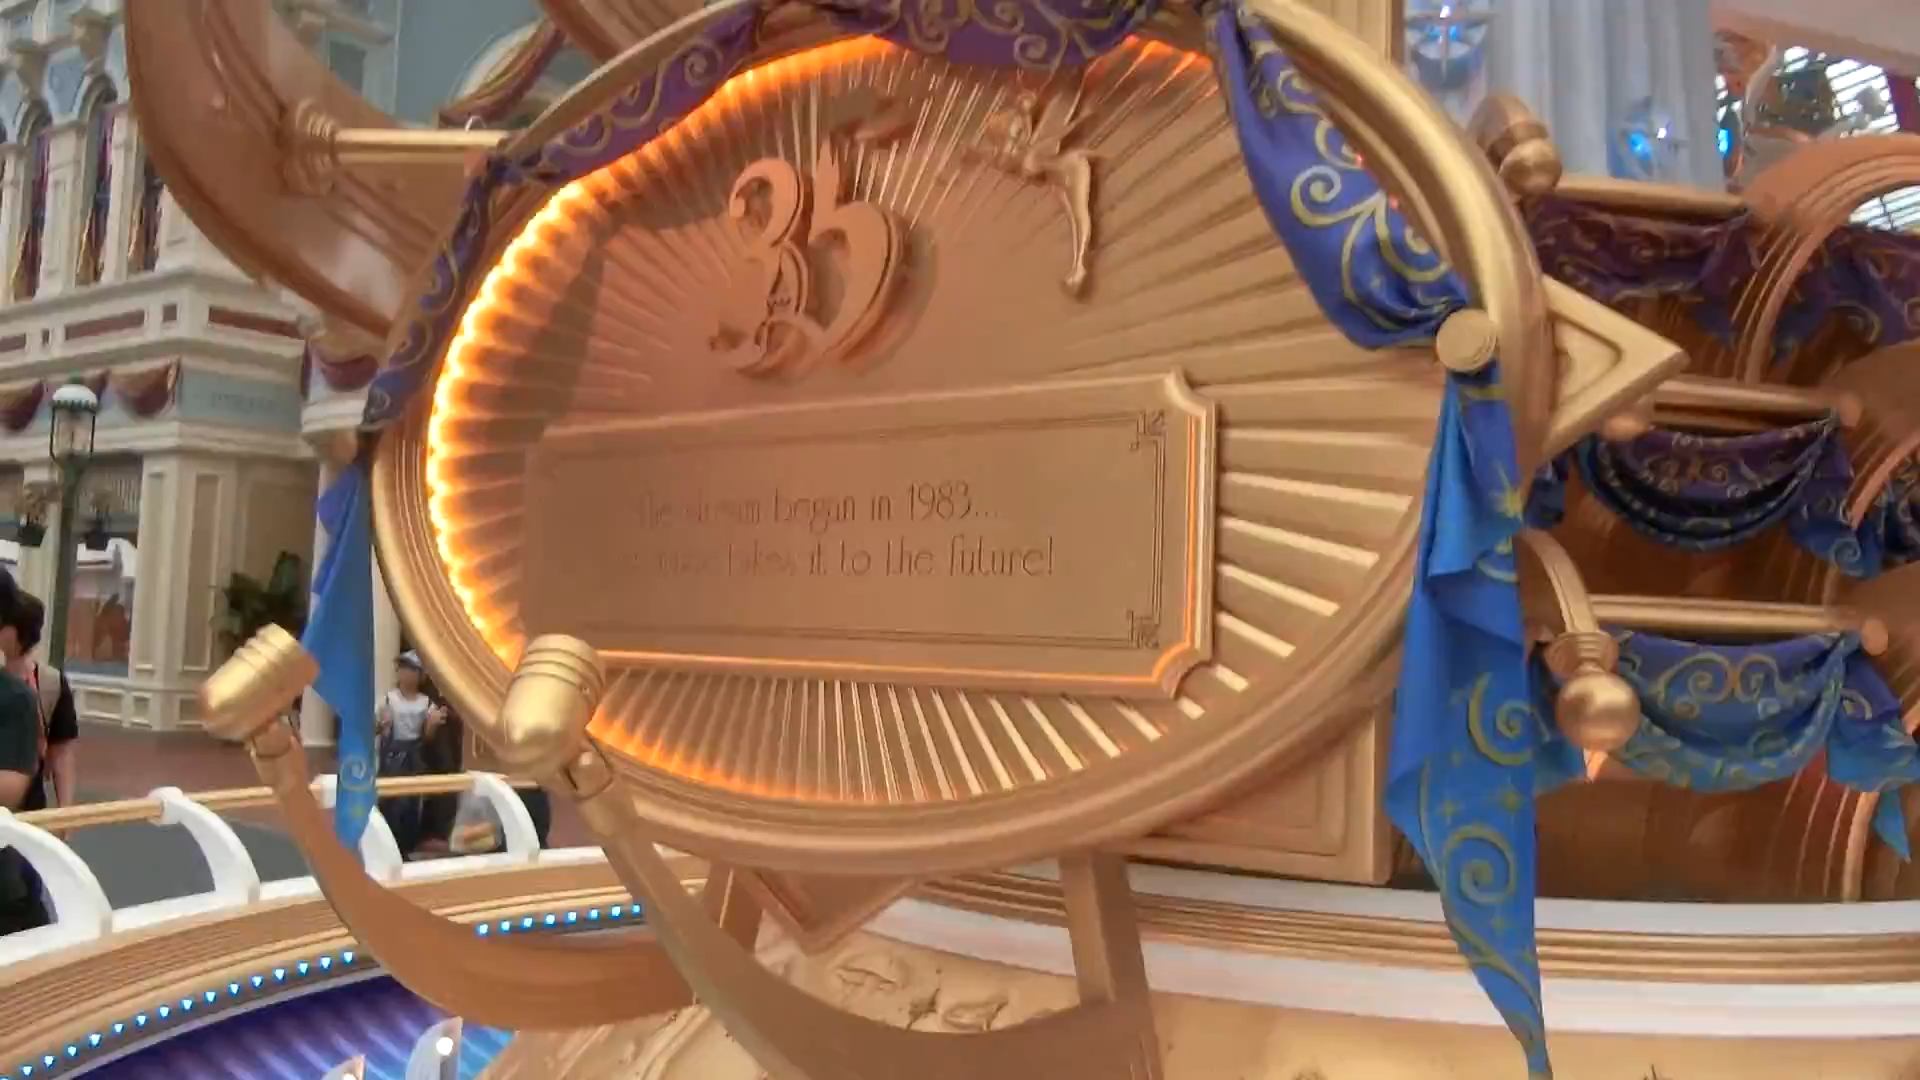 35
The dream began in 1983...
takes it to the future!